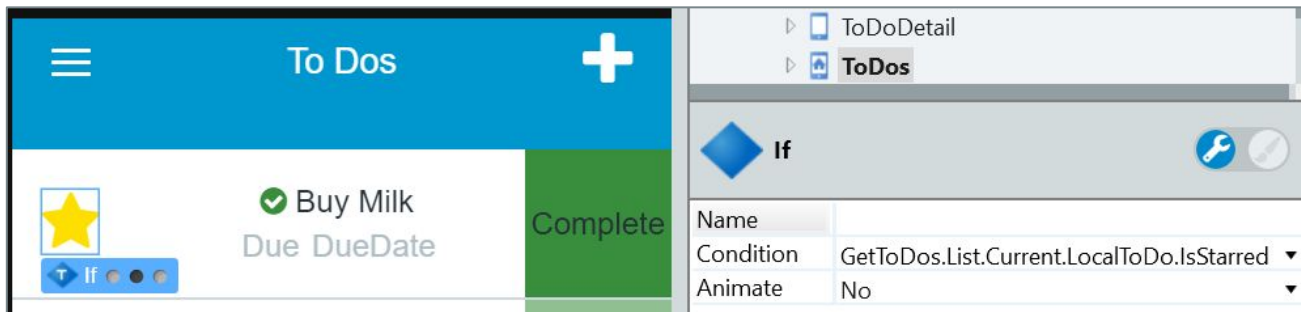 To Dos
Buy Milk
Due DueDate
Complete
T If
ToDoDetail
ToDos
If
Name
Condition GetToDos.List.Current.LocalToDo.IsStarred
Animate No